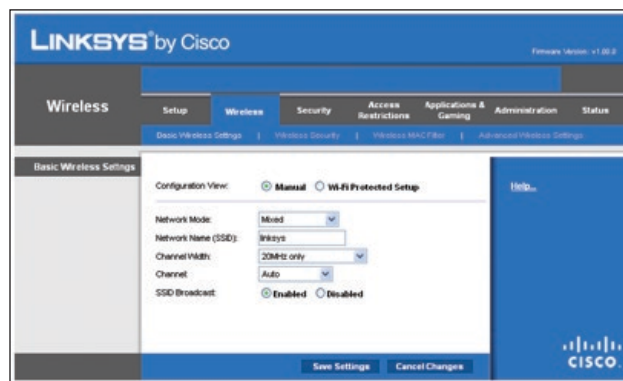 LINKSYS® by Cisco
Firmware Version: v1.00.0
Wireless
Setup Wireless Security Access Restrictions Applications & Gaming Administration Status
Basic Wireless Settings | Wireless Security | Wireless MAC Filter | Advanced Wireless Settings
Basic Wireless Settings
Configuration View: Manual Wi-Fi Protected Setup
Help...
Network Mode: Mixed
Network Name (SSID): linksys
Channel Width: 20MHz only
Channel: Auto
SSID Broadcast: Enabled Disabled
Save Settings Cancel Changes
CISCO